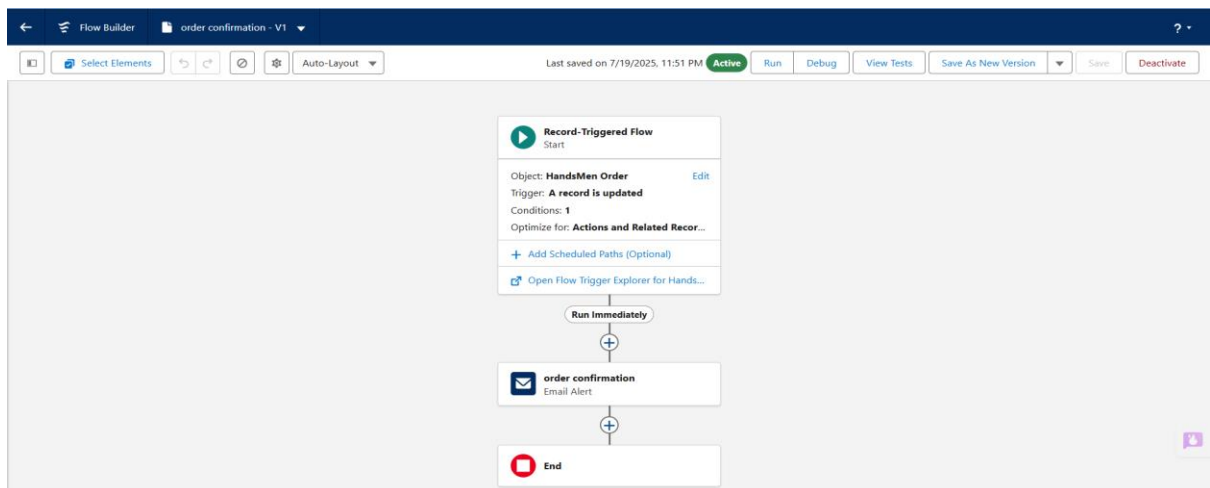 Flow Builder order confirmation - V1 ?
Select Elements Auto-Layout Last saved on 7/19/2025, 11:51 PM Active Run Debug View Tests Save As New Version Save Deactivate
Record-Triggered Flow
Start
Object: HandsMen Order Edit
Trigger: A record is updated
Conditions: 1
Optimize for: Actions and Related Recor...
+ Add Scheduled Paths (Optional)
Open Flow Trigger Explorer for Hands...
Run Immediately
order confirmation
Email Alert
End